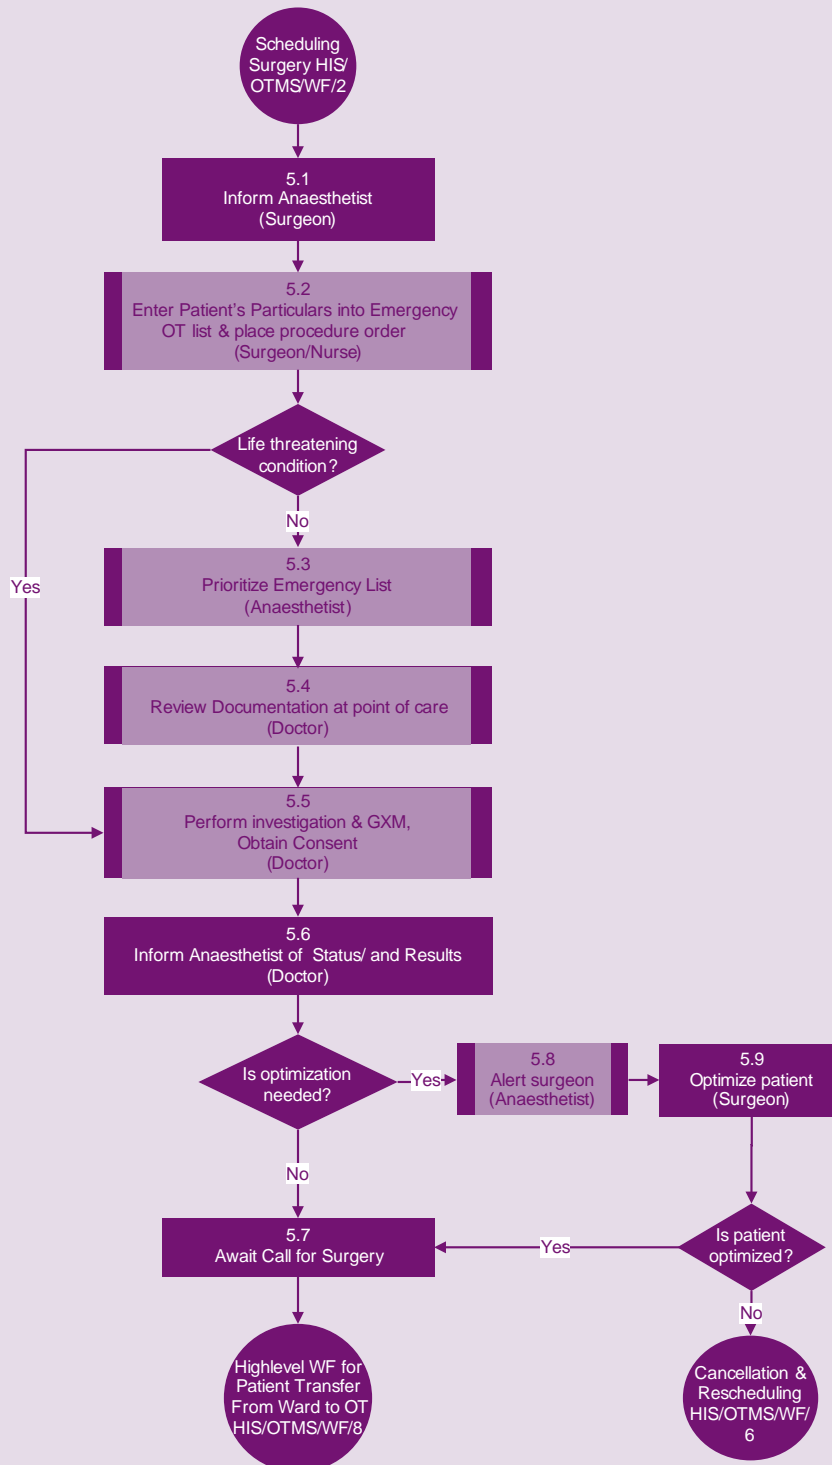 Scheduling
Surgery HIS/
OTMS/WF/2
5.1
Inform Anaesthetist
(Surgeon)
5.2
Enter Patient's Particulars into Emergency
OT list & place procedure order
(Surgeon/Nurse)
Life threatening
condition?
No
Yes
5.3
Prioritize Emergency List
(Anaesthetist)
5.4
Review Documentation at point of care
(Doctor)
5.5
Perform investigation & GXM,
Obtain Consent
(Doctor)
5.6
Inform Anaesthetist of Status/ and Results
(Doctor)
Is optimization
needed?
Yes
5.8
Alert surgeon
(Anaesthetist)
5.9
Optimize patient
(Surgeon)
No
5.7
Await Call for Surgery
Yes
Is patient
optimized?
No
Highlevel WF for
Patient Transfer
From Ward to OT
HIS/OTMS/WF/8
Cancellation &
Rescheduling
HIS/OTMS/WF/
6